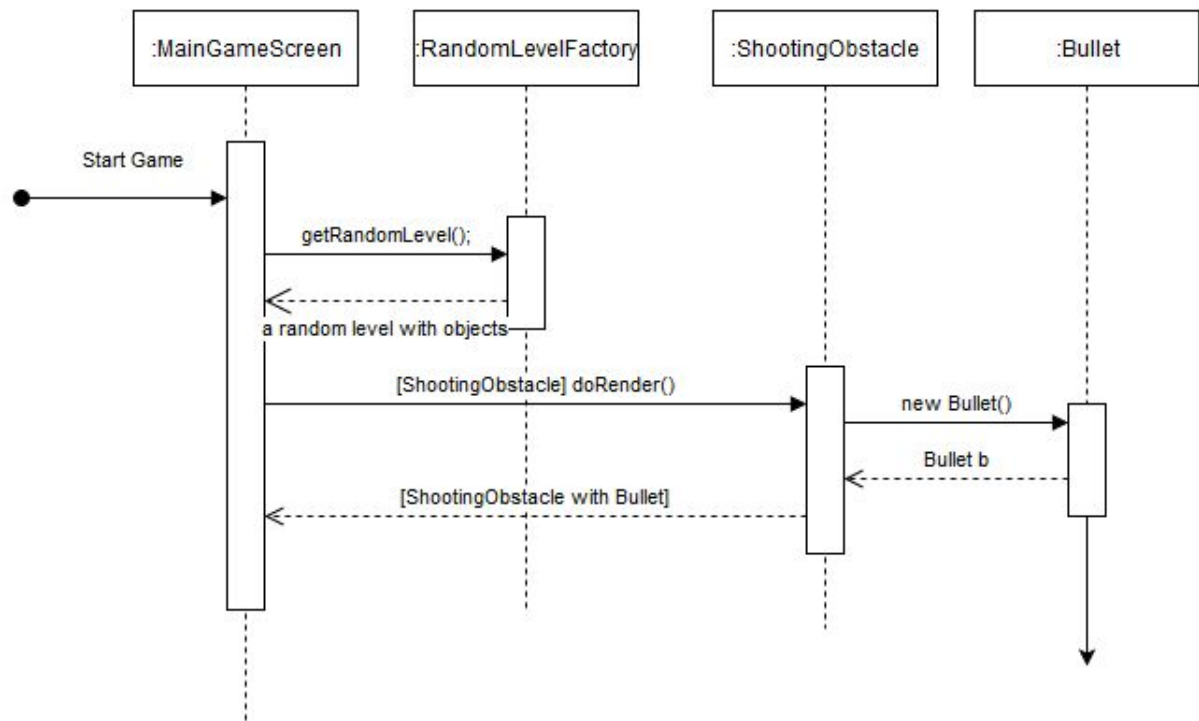 :MainGameScreen
:RandomLevelFactory
:ShootingObstacle
:Bullet
Start Game
getRandomLevel();
a random level with objects
[ShootingObstacle] doRender()
new Bullet()
Bullet b
[ShootingObstacle with Bullet]